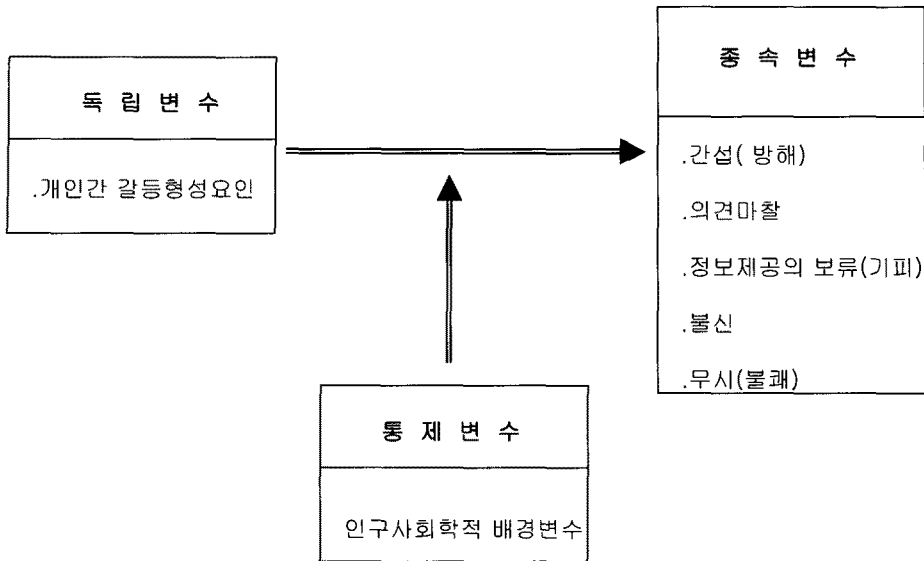 독 립 변 수
.개인간 갈등형성요인
종 속 변 수
.간섭( 방해)
.의견마찰
.정보제공의 보류(기피)
.불신
.무시(불쾌)
통 제 변 수
인구사회학적 배경변수